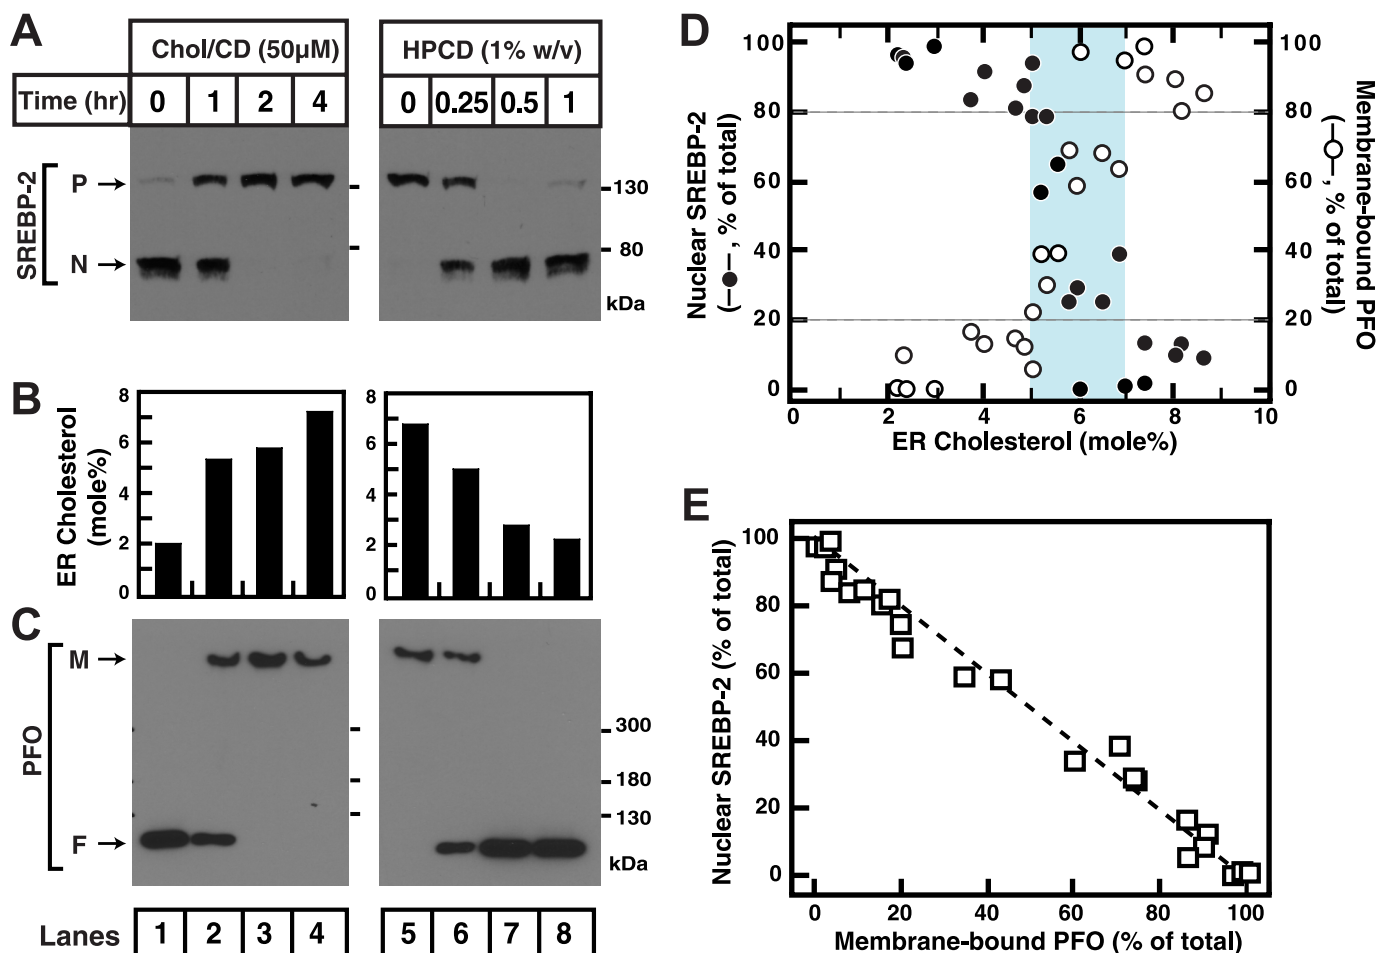 A
Chol/CD (50µM)
HPCD (1% w/v)
Time (hr)
0 1 2 4
0 0.25 0.5 1
SREBP-2
P
N
130
80
kDa
B
ER Cholesterol
(mole%)
8
6
4
2
0
8
6
4
2
0
C
PFO
M
F
300
180
130
kDa
Lanes
1 2 3 4
5 6 7 8
D
Nuclear SREBP-2
(—●—, % of total)
100
80
60
40
20
0
100
80
60
40
20
0
Membrane-bound PFO
(—○—, % of total)
0 2 4 6 8 10
ER Cholesterol (mole%)
E
Nuclear SREBP-2 (% of total)
100
80
60
40
20
0
0 20 40 60 80 100
Membrane-bound PFO (% of total)